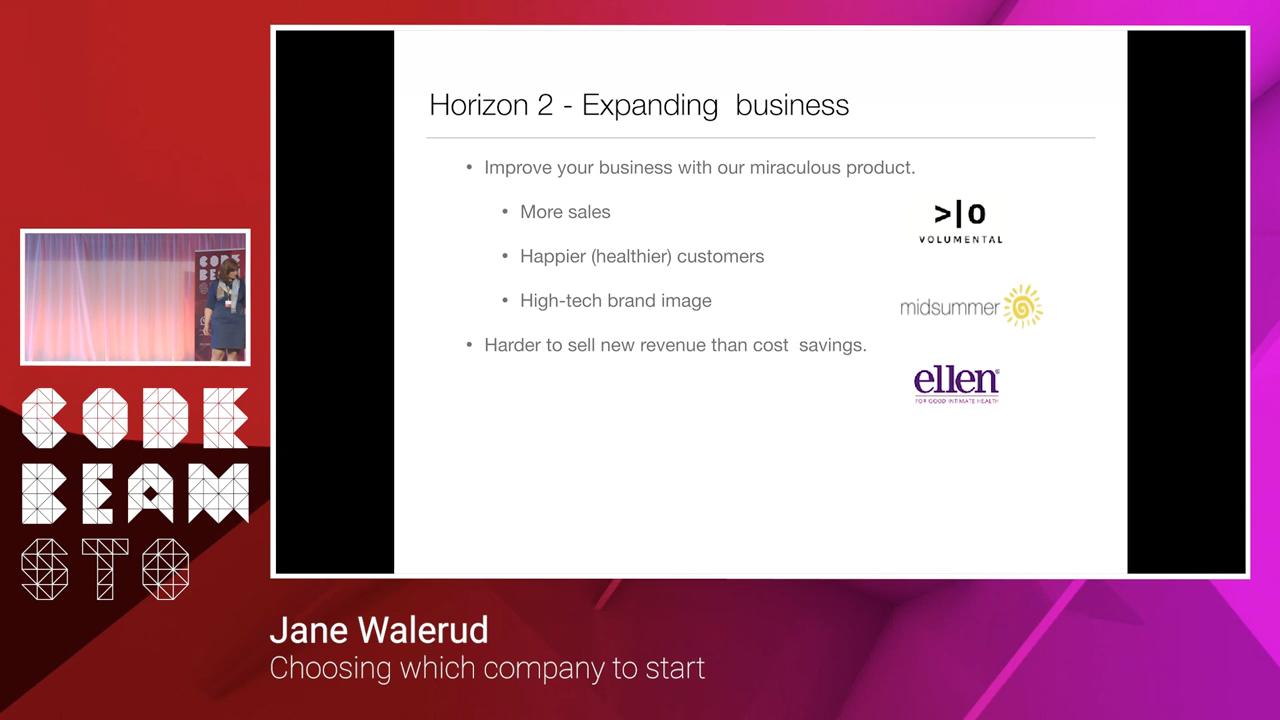 Horizon 2 - Expanding business
• Improve your business with our miraculous product.
• More sales
• Happier (healthier) customers
• High-tech brand image
• Harder to sell new revenue than cost savings.
>|0
VOLUMENTAL
midsummer
ellen®
FOR GOOD INTIMATE HEALTH
CODE
BEAM
CODE
BEAM
STO
Jane Walerud
Choosing which company to start